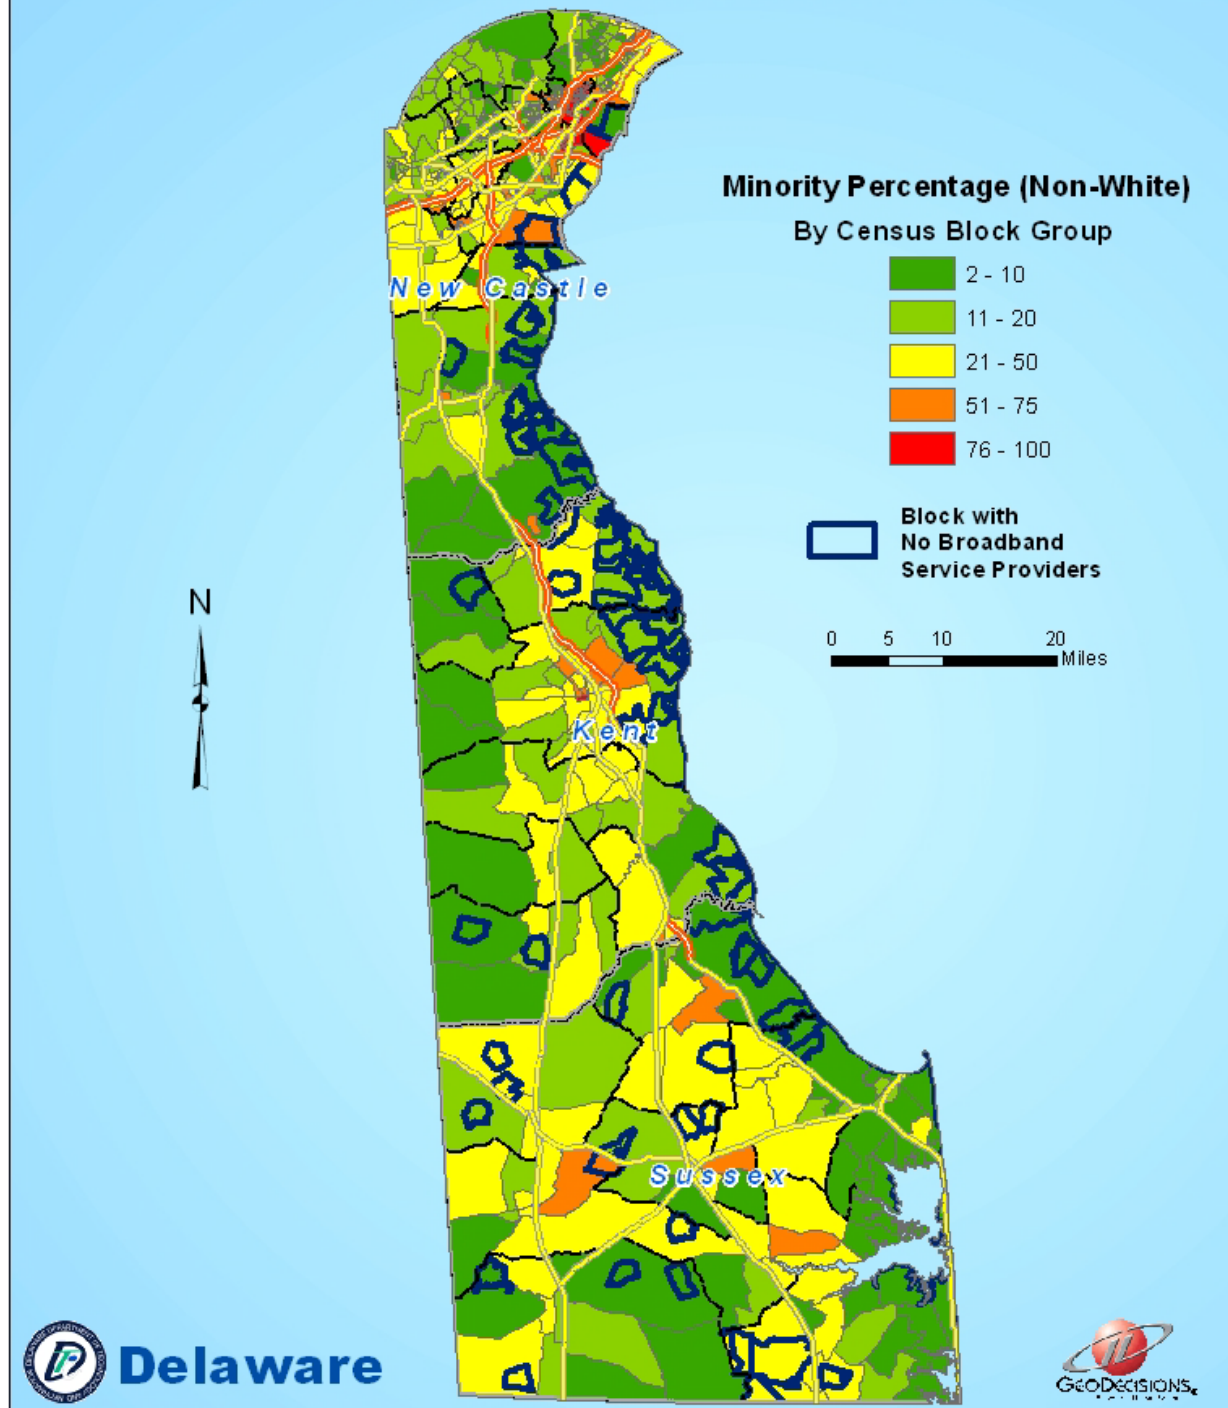 Minority Percentage (Non-White)
By Census Block Group
2 - 10
11 - 20
21 - 50
51 - 75
76 - 100
Block with
No Broadband
Service Providers
0 5 10 20
Miles
N
New Castle
Kent
Sussex
Delaware
GEODECISIONS